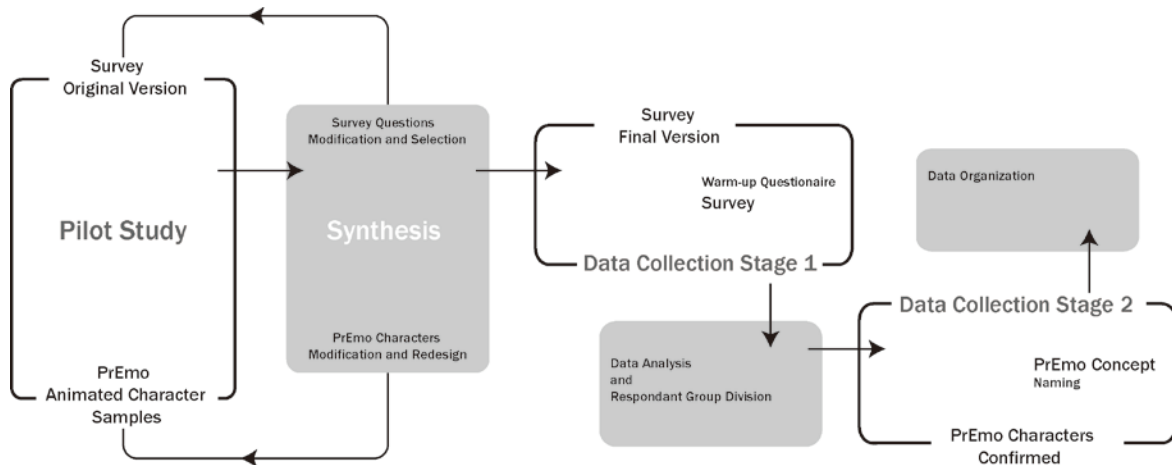 Survey
Original Version
Pilot Study
PrEmo
Animated Character
Samples
Survey Questions
Modification and Selection
Synthesis
PrEmo Characters
Modification and Redesign
Survey
Final Version
Warm-up Questionaire
Survey
Data Collection Stage 1
Data Analysis
and
Respondant Group Division
Data Organization
Data Collection Stage 2
PrEmo Concept
Naming
PrEmo Characters
Confirmed